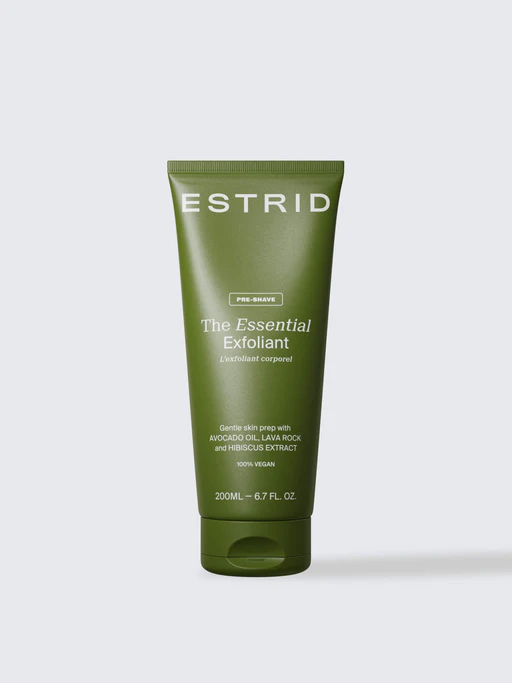 ESTRID
PRE-SHAVE
The Essential
Exfoliant
L'exfoliant corporel
Gentle skin prep with
AVOCADO OIL, LAVA ROCK
and HIBISCUS EXTRACT
100% VEGAN
200ML — 6.7 FL. OZ.